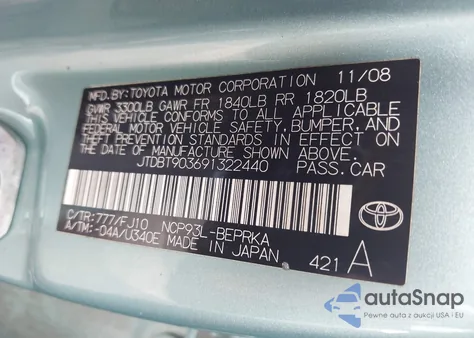 MFD.BY:TOYOTA MOTOR CORPORATION 11/08
GVWR 3300LB GAWR FR 1840LB RR 1820LB
THIS VEHICLE CONFORMS TO ALL APPLICABLE
FEDERAL MOTOR VEHICLE SAFETY, BUMPER, AND
THEFT PREVENTION STANDARDS IN EFFECT ON
THE DATE OF MANUFACTURE SHOWN ABOVE.
JTDBT903691322440 PASS.CAR
C/TR:777/FJ10 NCP93L-BEPRKA
A/TM:-04A/U340E MADE IN JAPAN
421A
TOYOTA
autoSnap
Pewne auta z aukcji USA i EU